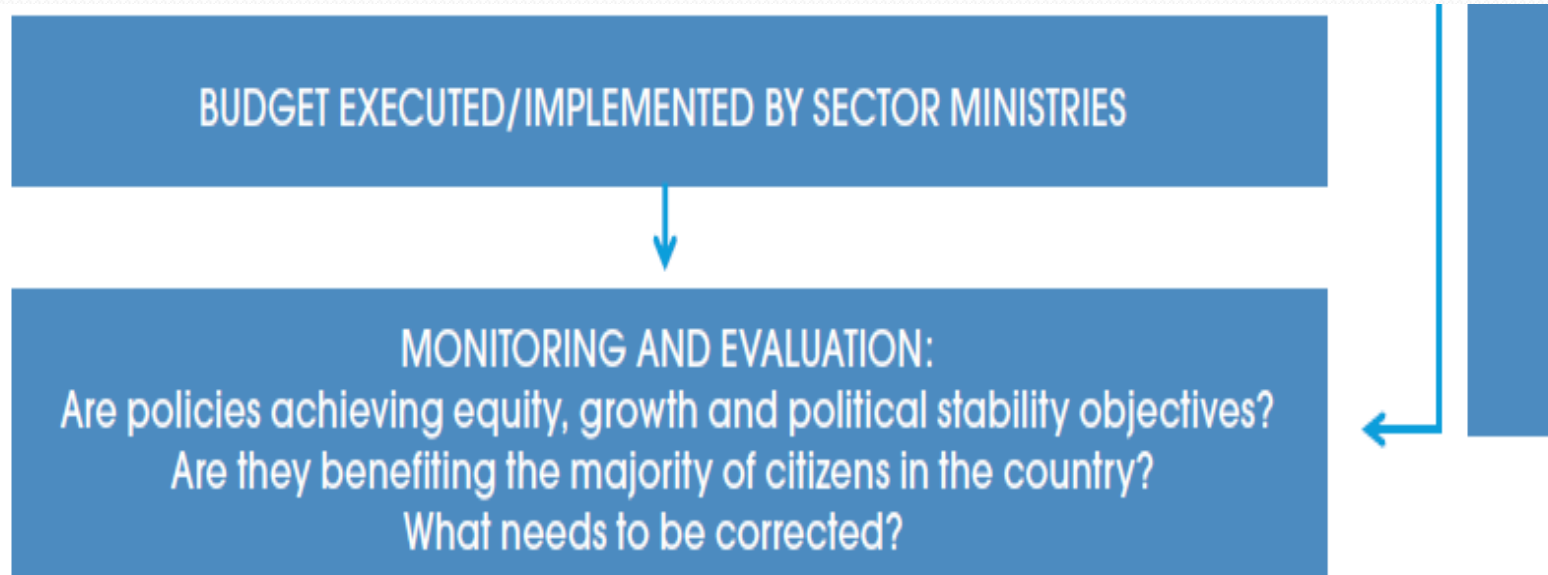 BUDGET EXECUTED/IMPLEMENTED BY SECTOR MINISTRIES
MONITORING AND EVALUATION:
Are policies achieving equity, growth and political stability objectives?
Are they benefiting the majority of citizens in the country?
What needs to be corrected?